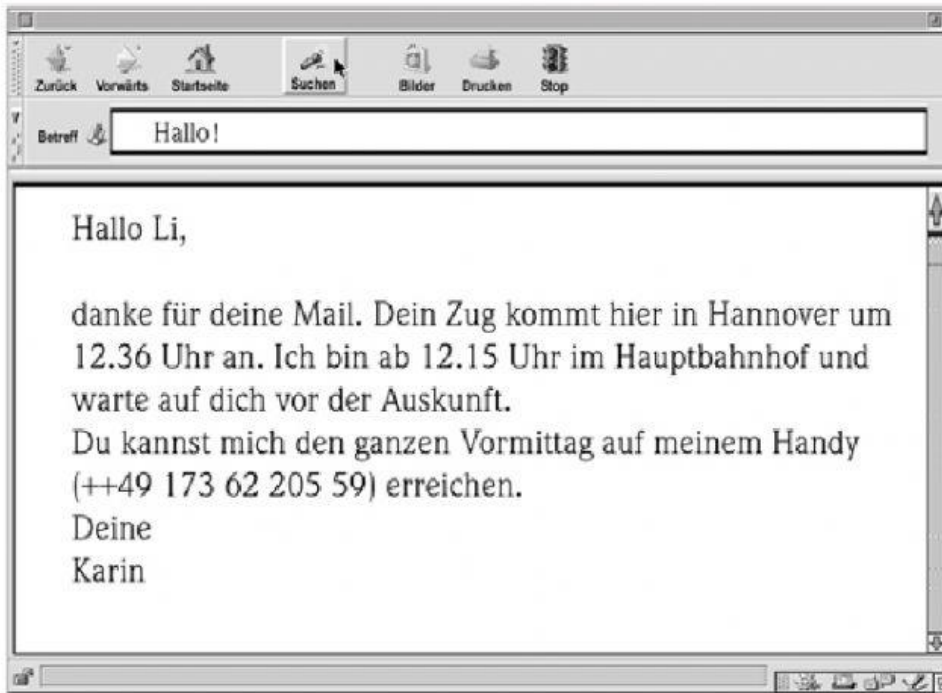 Zurück Vorwärts Startseite Suchen Bilder Drucken Stop
Betreff Hallo!
Hallo Li,
danke für deine Mail. Dein Zug kommt hier in Hannover um
12.36 Uhr an. Ich bin ab 12.15 Uhr im Hauptbahnhof und
warte auf dich vor der Auskunft.
Du kannst mich den ganzen Vormittag auf meinem Handy
(++49 173 62 205 59) erreichen.
Deine
Karin